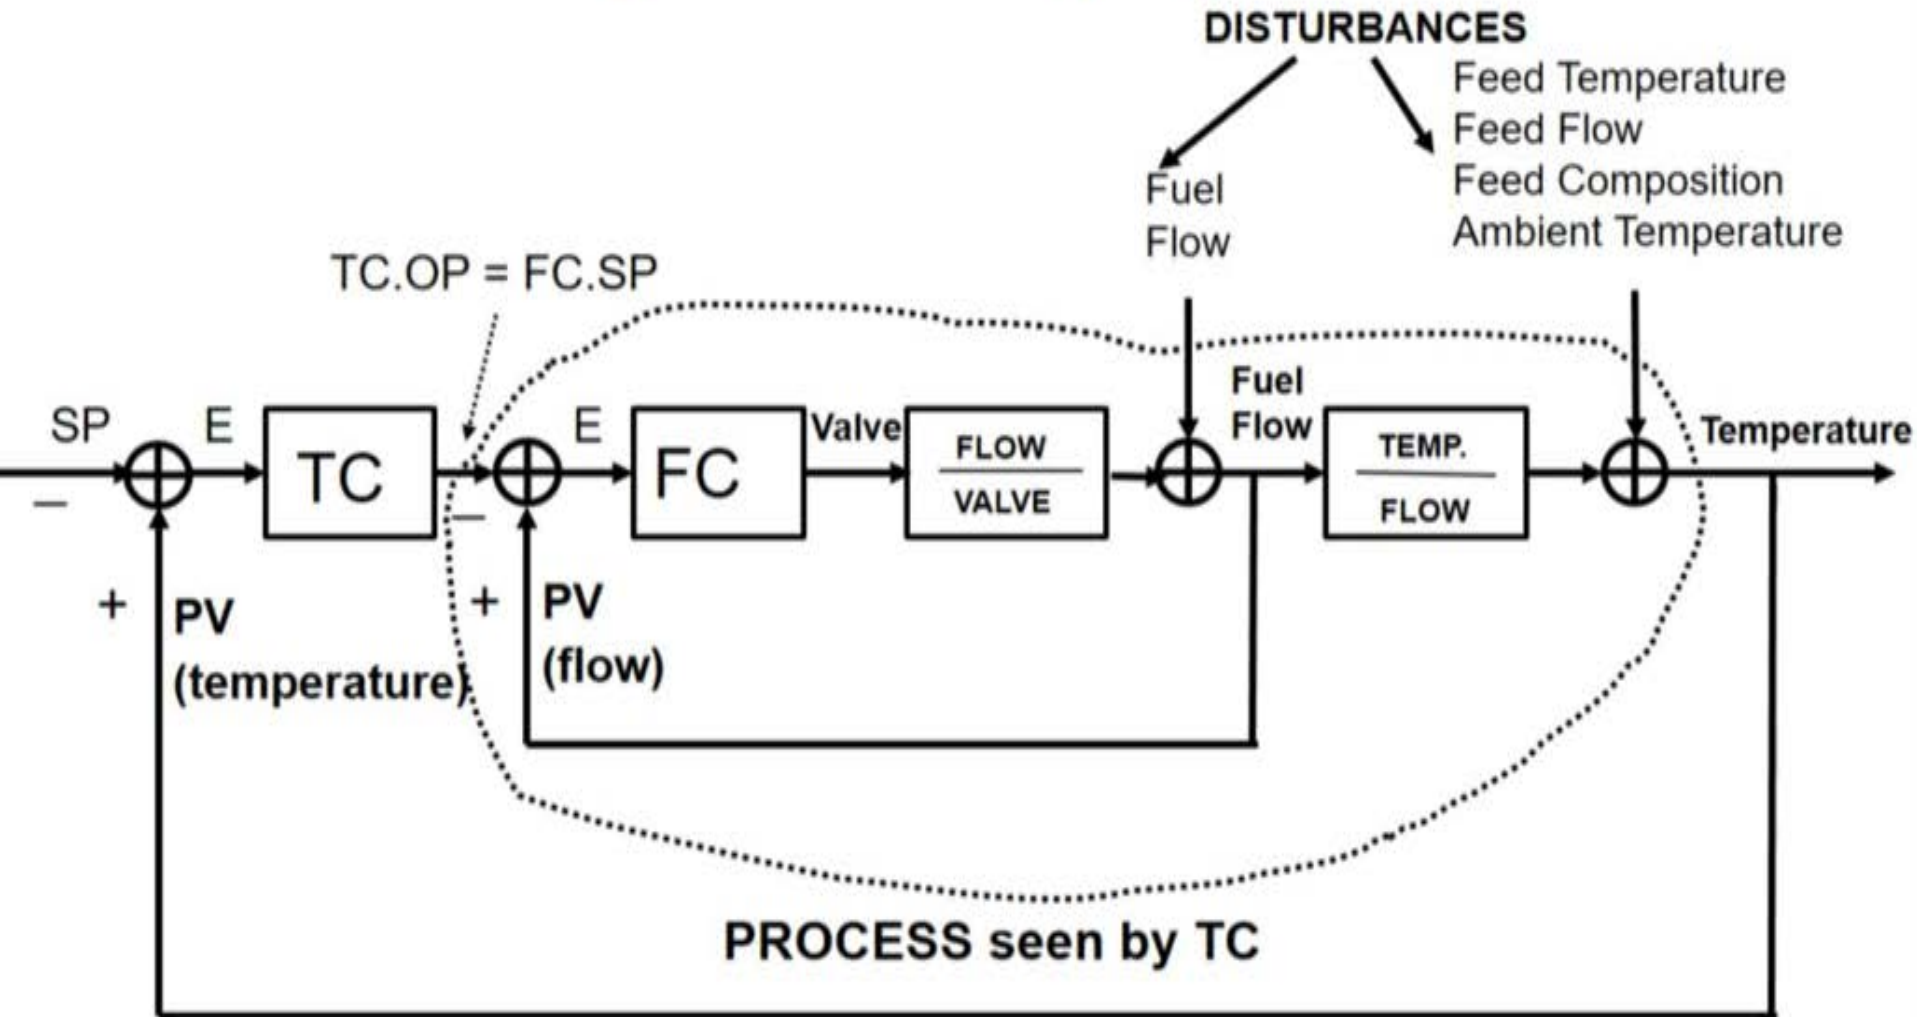 DISTURBANCES
Feed Temperature
Feed Flow
Feed Composition
Ambient Temperature
Fuel
Flow
TC.OP = FC.SP
SP
E
TC
E
FC
Valve
FLOW
VALVE
Fuel
Flow
TEMP.
FLOW
Temperature
−
−
+
PV
(temperature)
+
PV
(flow)
PROCESS seen by TC